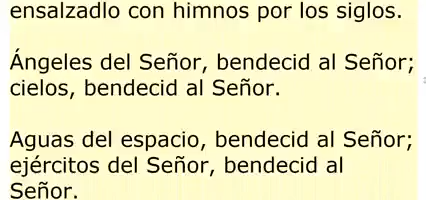 ensalzadlo con himnos por los siglos.
Ángeles del Señor, bendecid al Señor;
cielos, bendecid al Señor.
Aguas del espacio, bendecid al Señor;
ejércitos del Señor, bendecid al
Señor.